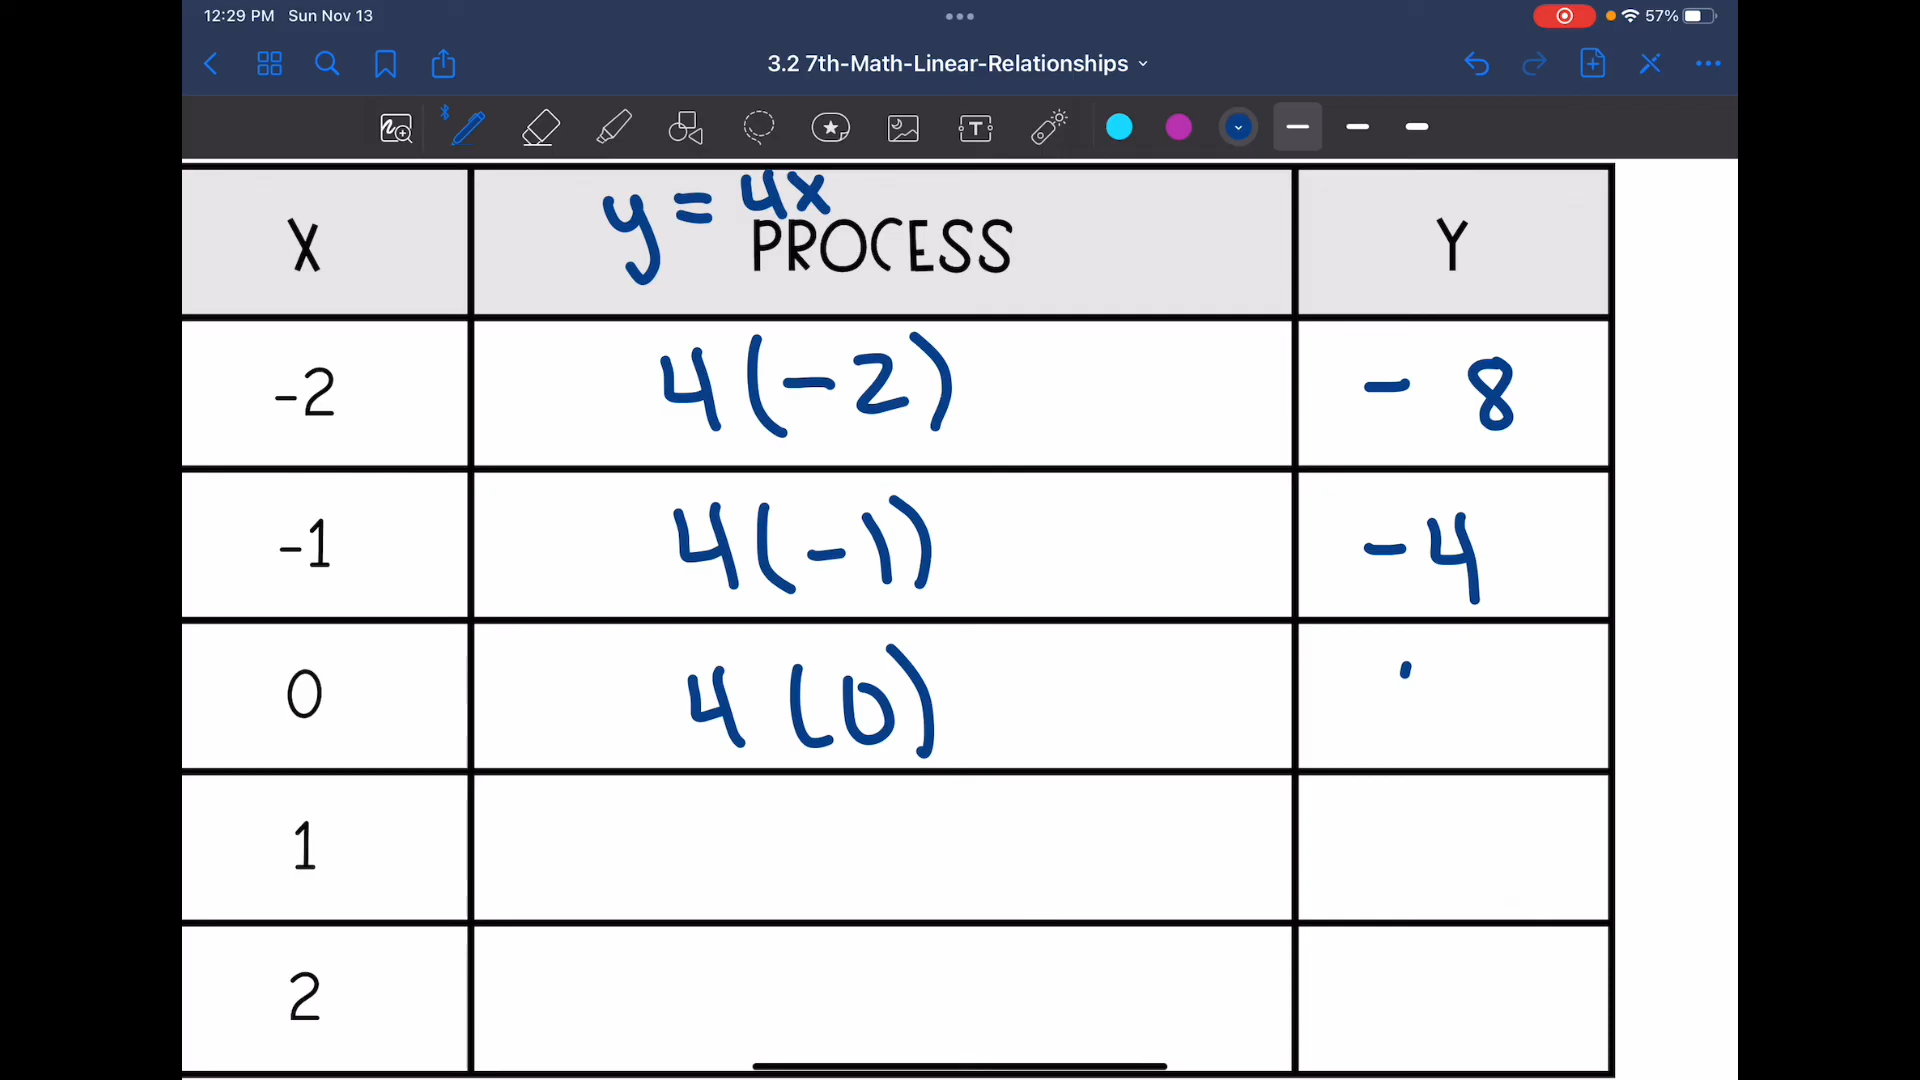 12:29 PM Sun Nov 13 57%
3.2 7th-Math-Linear-Relationships
y = 4x
X PROCESS Y
-2 4(-2) - 8
-1 4(-1) -4
0 4 (0)
1
2